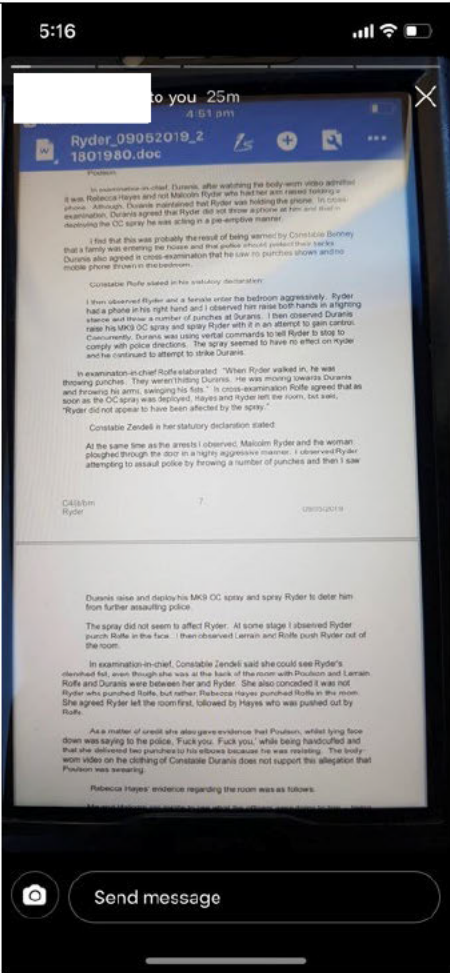 5:16
to you 25m
4:51 pm
Ryder_09052019_2
1801980.doc
Poulson.
In examination-in-chief, Duranis, after watching the body-worn video admitted
it was Rebecca Hayes and not Malcolm Ryder who had her arm raised holding a
phone. Although, Duranis maintained that Ryder was holding the phone. In cross-
examination, Duranis agreed that Ryder did not throw a phone at him and that in
deploying the OC spray he was acting in a pre-emptive manner.
I find that this was probably the result of being warned by Constable Bonney
that a family was entering the house and that police should protect their backs.
Duranis also agreed in cross-examination that he saw no punches shown and no
mobile phone thrown in the bedroom.
Constable Rolfe stated in his statutory declaration:
I then observed Ryder and a female enter the bedroom aggressively. Ryder
had a phone in his right hand and I observed him raise both hands in a fighting
stance and throw a number of punches at Duranis. I then observed Duranis
raise his MK9 OC spray and spray Ryder with it in an attempt to gain control.
Concurrently, Duranis was using verbal commands to tell Ryder to stop to
comply with police directions. The spray seemed to have no effect on Ryder
and he continued to attempt to strike Duranis.
In examination-in-chief Rolfe elaborated: "When Ryder walked in, he was
throwing punches. They weren't hitting Duranis. He was moving towards Duranis
and throwing his arms, swinging his fists." In cross-examination Rolfe agreed that as
soon as the OC spray was deployed, Hayes and Ryder left the room, but said,
"Ryder did not appear to have been affected by the spray."
Constable Zendeli in her statutory declaration stated:
At the same time as the arrests I observed, Malcolm Ryder and he woman
ploughed through the door in a highly aggressive manner. I observed Ryder
attempting to assault police by throwing a number of punches and then I saw
7
Ryder
09/05/2019
Duranis raise and deploy his MK9 OC spray and spray Ryder to deter him
from further assaulting police.
The spray did not seem to affect Ryder. At some stage I observed Ryder
punch Rolfe in the face. I then observed Lerrain and Rolfe push Ryder out of
the room.
In examination-in-chief, Constable Zendeli said she could see Ryder's
clenched fist, even though she was at the back of the room with Poulson and Lerrain,
Rolfe and Duranis were between her and Ryder. She also conceded it was not
Ryder who punched Rolfe, but rather, Rebecca Hayes punched Rolfe in the room.
She agreed Ryder left the room first, followed by Hayes who was pushed out by
Rolfe.
As a matter of credit she also gave evidence that Poulson, whilst lying face
down was saying to the police, 'Fuck you. Fuck you,' while being handcuffed and
that she delivered two punches to his elbows because he was resisting. The body-
worn video on the clothing of Constable Duranis does not support this allegation that
Poulson was swearing.
Rebecca Hayes' evidence regarding the room was as follows.
Send message